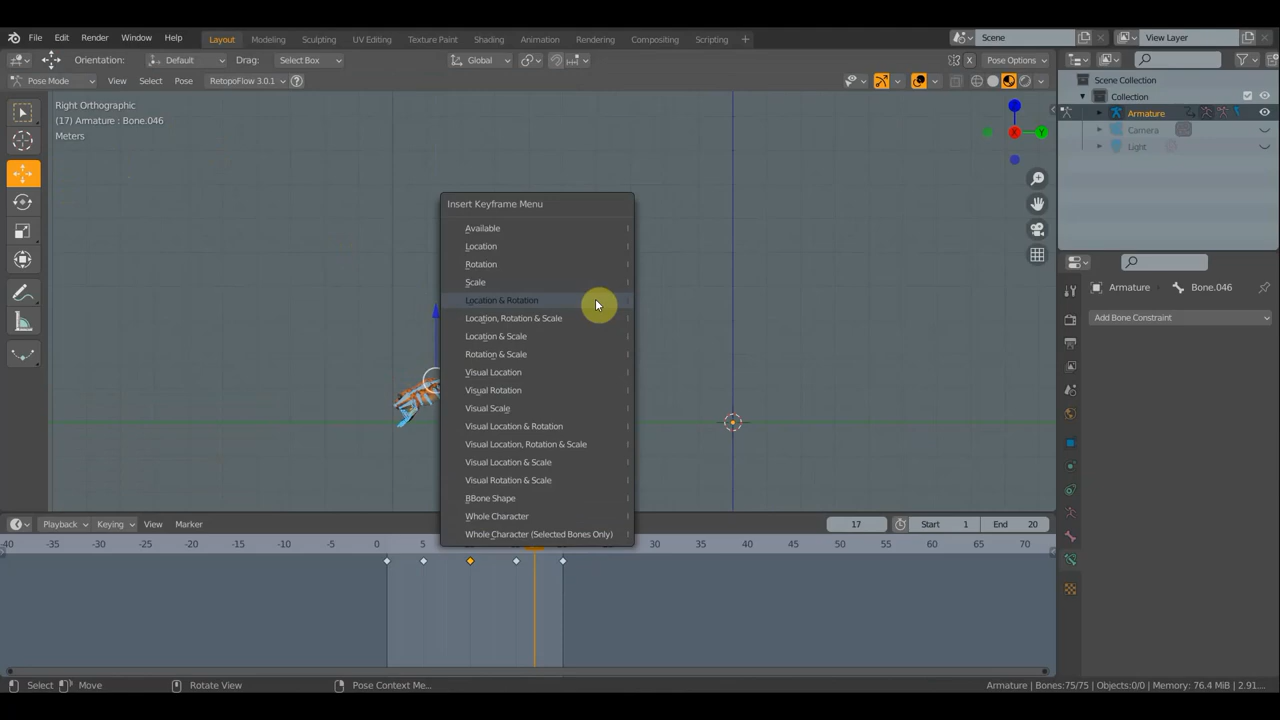 File Edit Render Window Help Layout Modeling Sculpting UV Editing Texture Paint Shading Animation Rendering Compositing Scripting + Scene View Layer
Orientation: Default Drag: Select Box Global X Pose Options
Pose Mode View Select Pose RetopoFlow 3.0.1
Scene Collection
Collection
Armature
Camera
Light
Right Orthographic
(17) Armature : Bone.046
Meters
Z
X
Y
Insert Keyframe Menu
Available I
Location I
Rotation I
Scale I
Location & Rotation I
Location, Rotation & Scale I
Location & Scale I
Rotation & Scale I
Visual Location I
Visual Rotation I
Visual Scale I
Visual Location & Rotation I
Visual Location, Rotation & Scale I
Visual Location & Scale I
Visual Rotation & Scale I
BBone Shape I
Whole Character I
Whole Character (Selected Bones Only) I
Armature Bone.046
Add Bone Constraint
Playback Keying View Marker 17 Start 1 End 20
-40 -35 -30 -25 -20 -15 -10 -5 0 5 30 35 40 45 50 55 60 65 70
Select Move Rotate View Pose Context Me... Armature | Bones:75/75 | Objects:0/0 | Memory: 76.4 MiB | 2.91...